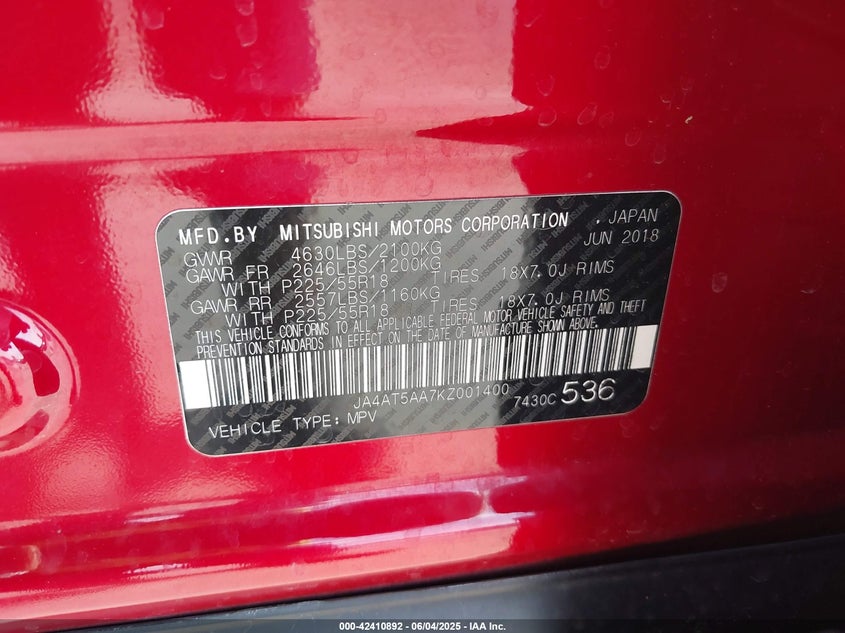 MFD.BY MITSUBISHI MOTORS CORPORATION , JAPAN
GVWR 4630LBS/2100KG JUN 2018
GAWR FR 2646LBS/1200KG
WITH P225/55R18 TIRES, 18X7.0J RIMS
GAWR RR 2557LBS/1160KG
WITH P225/55R18 TIRES, 18X7.0J RIMS
THIS VEHICLE CONFORMS TO ALL APPLICABLE FEDERAL MOTOR VEHICLE SAFETY AND THEFT
PREVENTION STANDARDS IN EFFECT ON THE DATE OF MANUFACTURE SHOWN ABOVE.
JA4AT5AA7KZ001400
7430C 536
VEHICLE TYPE: MPV
000-42410892 - 06/04/2025 - IAA Inc.